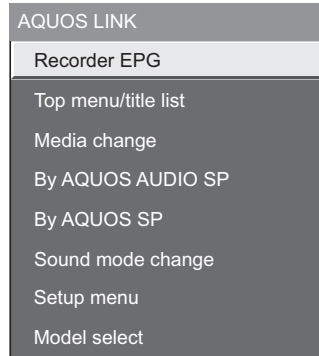 AQUOS LINK
Recorder EPG
Top menu/title list
Media change
By AQUOS AUDIO SP
By AQUOS SP
Sound mode change
Setup menu
Model select